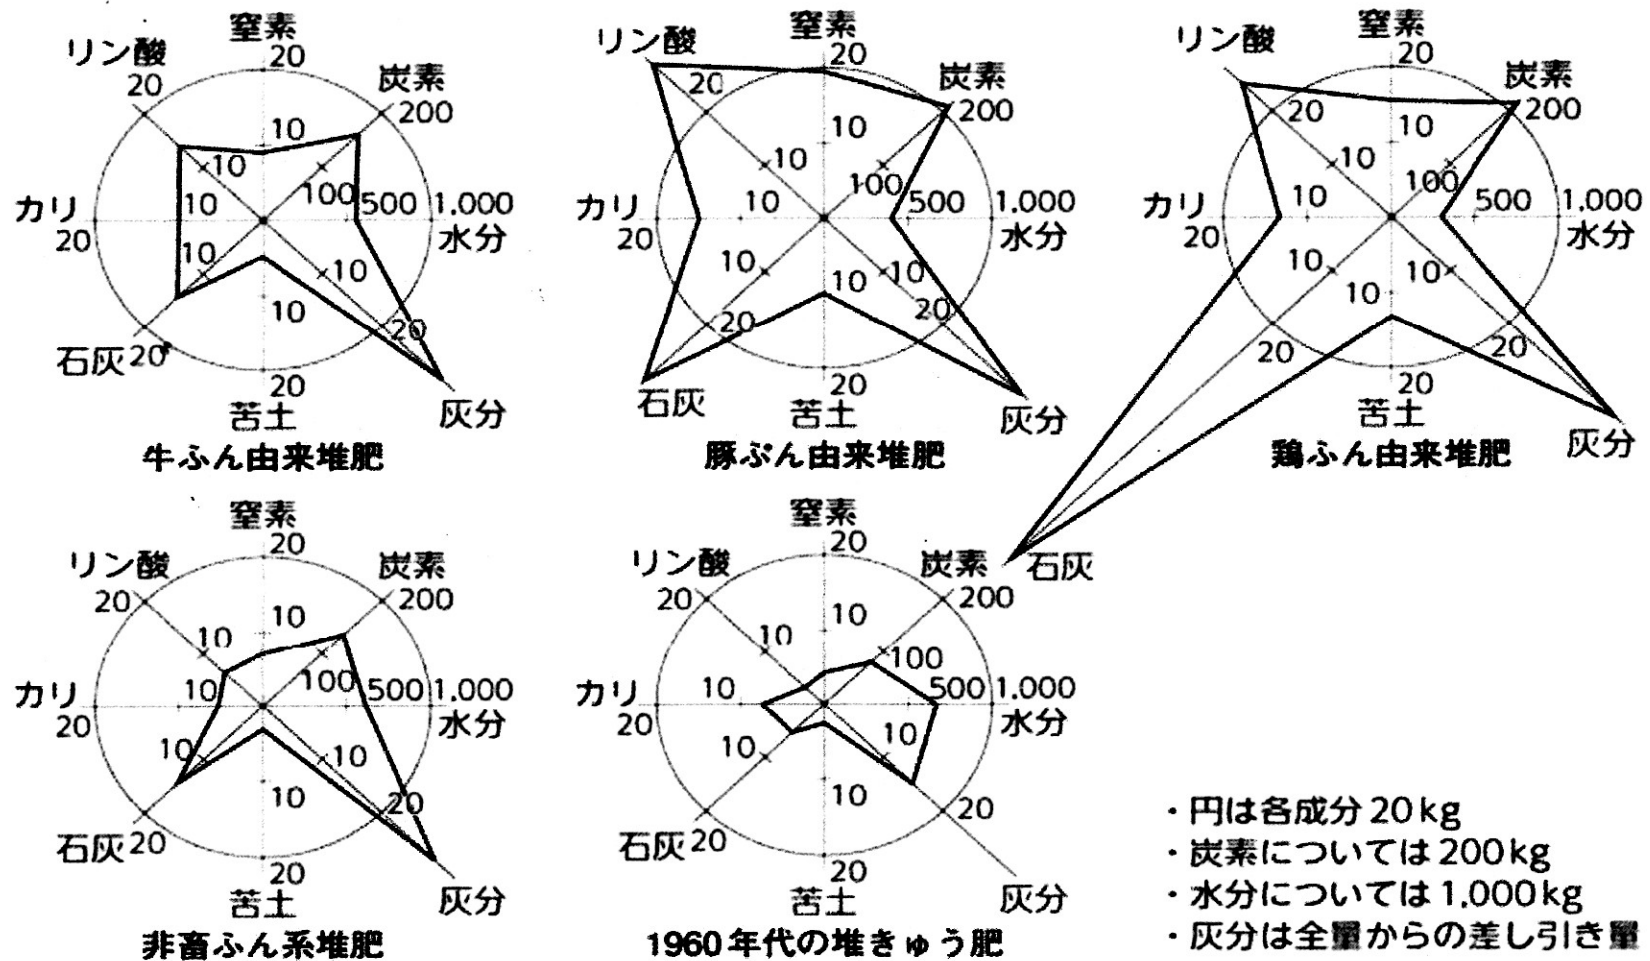 窒素
20
リン酸
20
炭素
200
10
10
カリ
20
10
100
500
1.000
水分
10
10
10
20
石灰
20
20
苦土
灰分
牛ふん由来堆肥
窒素
20
リン酸
20
炭素
200
10
10
カリ
20
10
100
500
1.000
水分
10
10
10
20
20
石灰
20
苦土
灰分
豚ぷん由来堆肥
窒素
20
リン酸
20
炭素
200
10
10
カリ
20
10
100
500
1.000
水分
10
10
10
20
20
20
苦土
灰分
鶏ふん由来堆肥
石灰
窒素
20
リン酸
20
炭素
200
10
10
カリ
20
10
100
500
1.000
水分
10
10
10
20
石灰
20
20
苦土
灰分
非畜ふん系堆肥
窒素
20
リン酸
20
炭素
200
10
10
カリ
20
10
100
500
1.000
水分
10
10
10
20
石灰
20
20
苦土
灰分
1960年代の堆きゅう肥
・円は各成分20kg
・炭素については200kg
・水分については1.000kg
・灰分は全量からの差し引き量